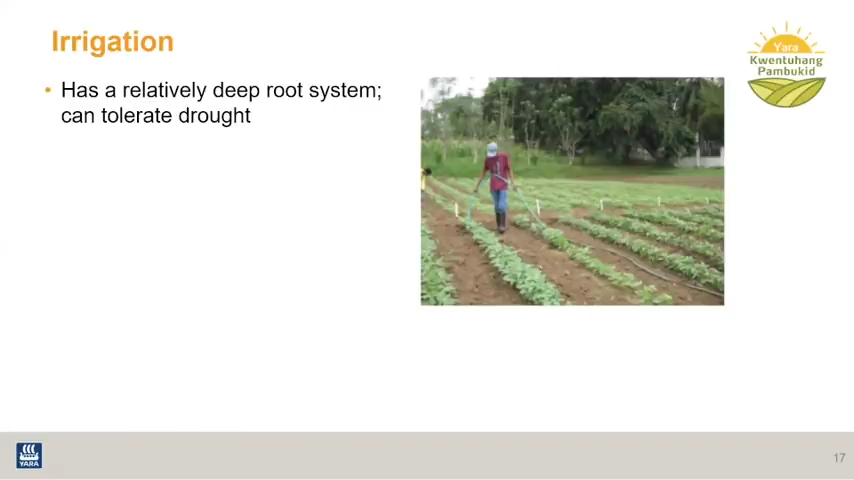 Irrigation
Yara
Kwentuhang
Pambukid
• Has a relatively deep root system;
can tolerate drought
YARA
17